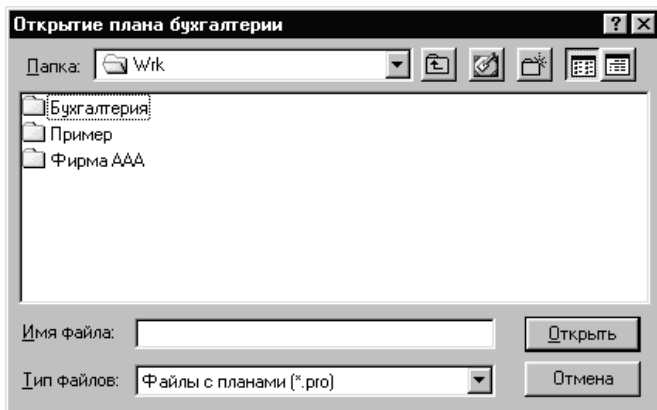 Открытие плана бухгалтерии
Папка: Wrk
Бухгалтерия
Пример
Фирма ААА
Имя файла: Открыть
Тип файлов: Файлы с планами (*.pro) Отмена